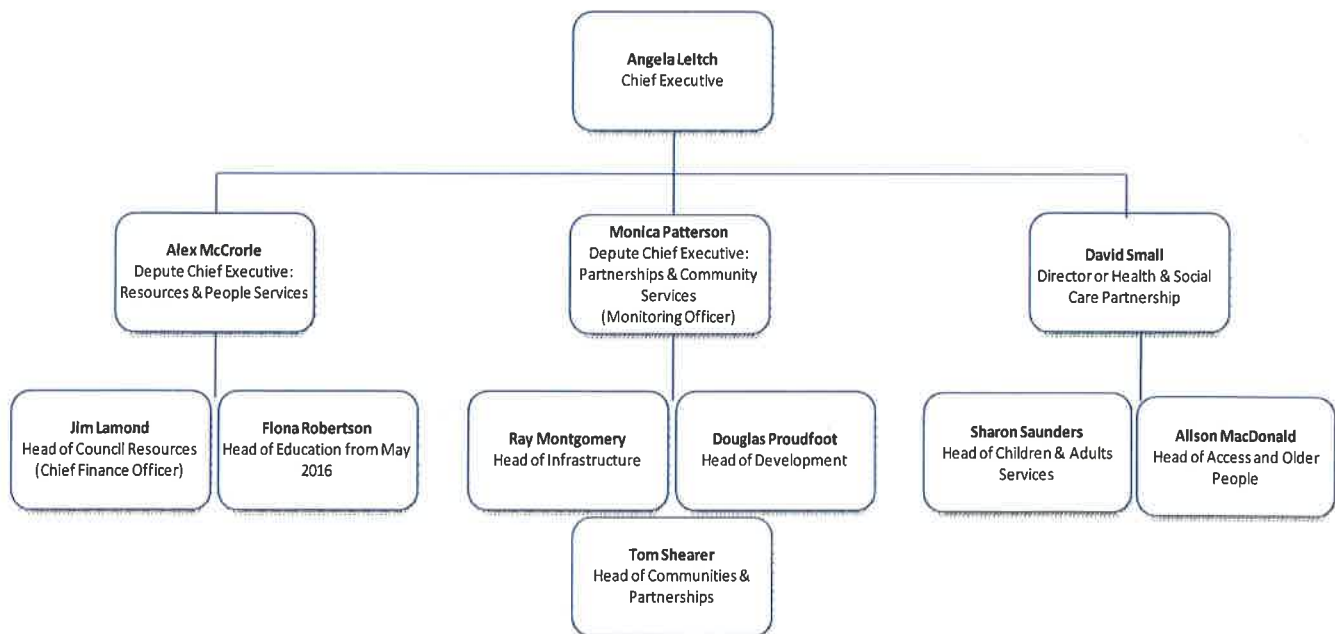 Angela Leitch
Chief Executive
Alex McCrorie
Depute Chief Executive:
Resources & People Services
Monica Patterson
Depute Chief Executive:
Partnerships & Community
Services
(Monitoring Officer)
David Small
Director or Health & Social
Care Partnership
Jim Lamond
Head of Council Resources
(Chief Finance Officer)
Fiona Robertson
Head of Education from May
2016
Ray Montgomery
Head of Infrastructure
Douglas Proudfoot
Head of Development
Sharon Saunders
Head of Children & Adults
Services
Alison MacDonald
Head of Access and Older
People
Tom Shearer
Head of Communities &
Partnerships